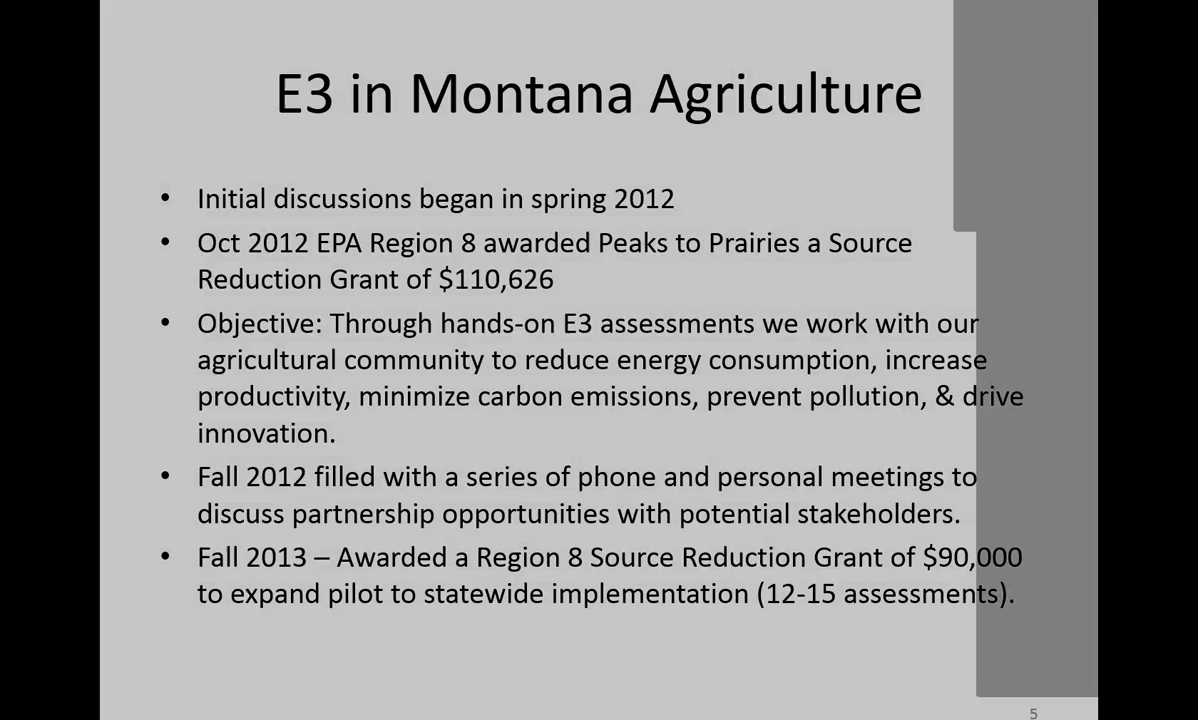 E3 in Montana Agriculture
• Initial discussions began in spring 2012
• Oct 2012 EPA Region 8 awarded Peaks to Prairies a Source
Reduction Grant of $110,626
• Objective: Through hands-on E3 assessments we work with our
agricultural community to reduce energy consumption, increase
productivity, minimize carbon emissions, prevent pollution, & drive
innovation.
• Fall 2012 filled with a series of phone and personal meetings to
discuss partnership opportunities with potential stakeholders.
• Fall 2013 – Awarded a Region 8 Source Reduction Grant of $90,000
to expand pilot to statewide implementation (12-15 assessments).
5